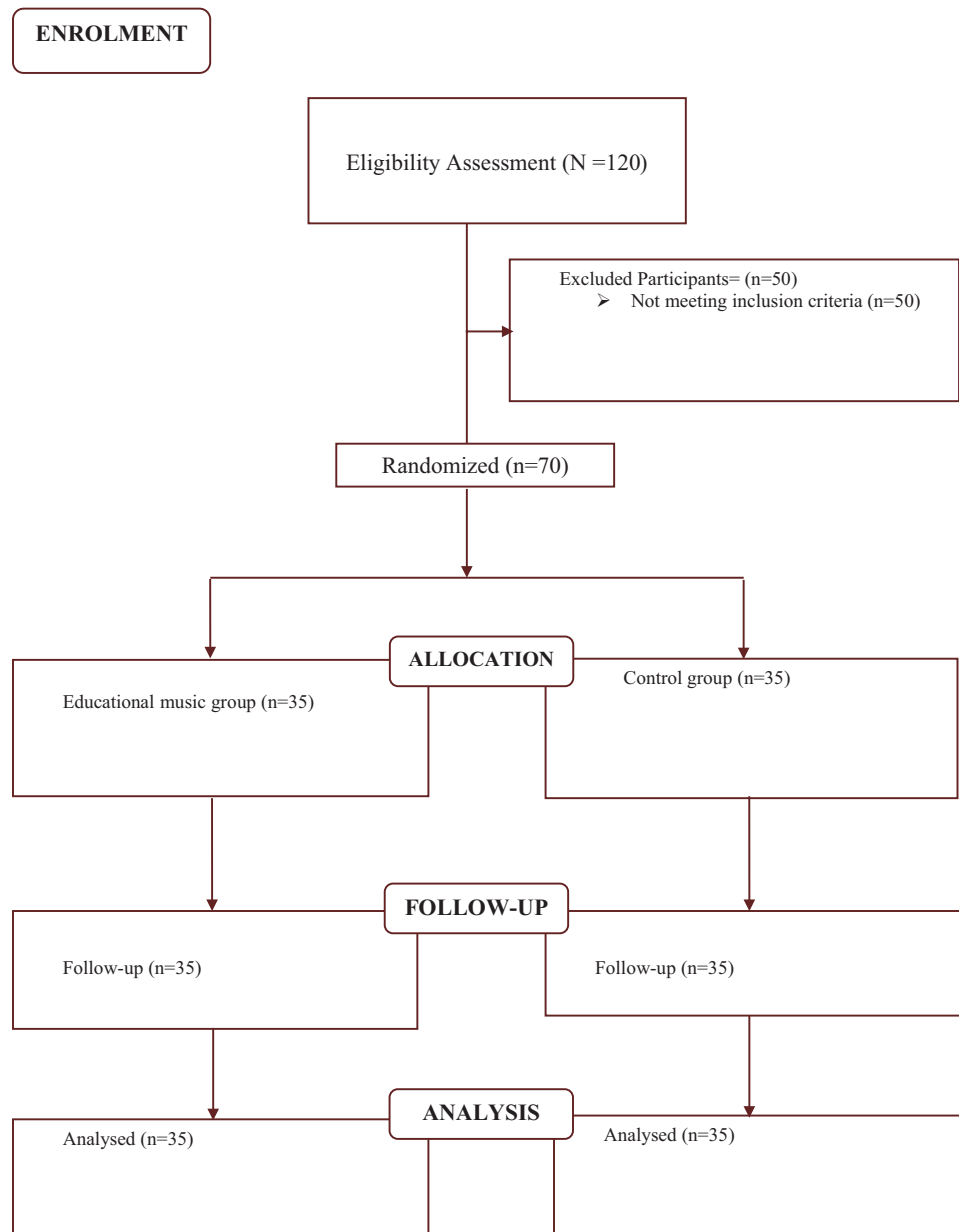 ENROLMENT
Eligibility Assessment (N =120)
Excluded Participants= (n=50)
➢ Not meeting inclusion criteria (n=50)
Randomized (n=70)
ALLOCATION
Educational music group (n=35)
Control group (n=35)
FOLLOW-UP
Follow-up (n=35)
Follow-up (n=35)
ANALYSIS
Analysed (n=35)
Analysed (n=35)